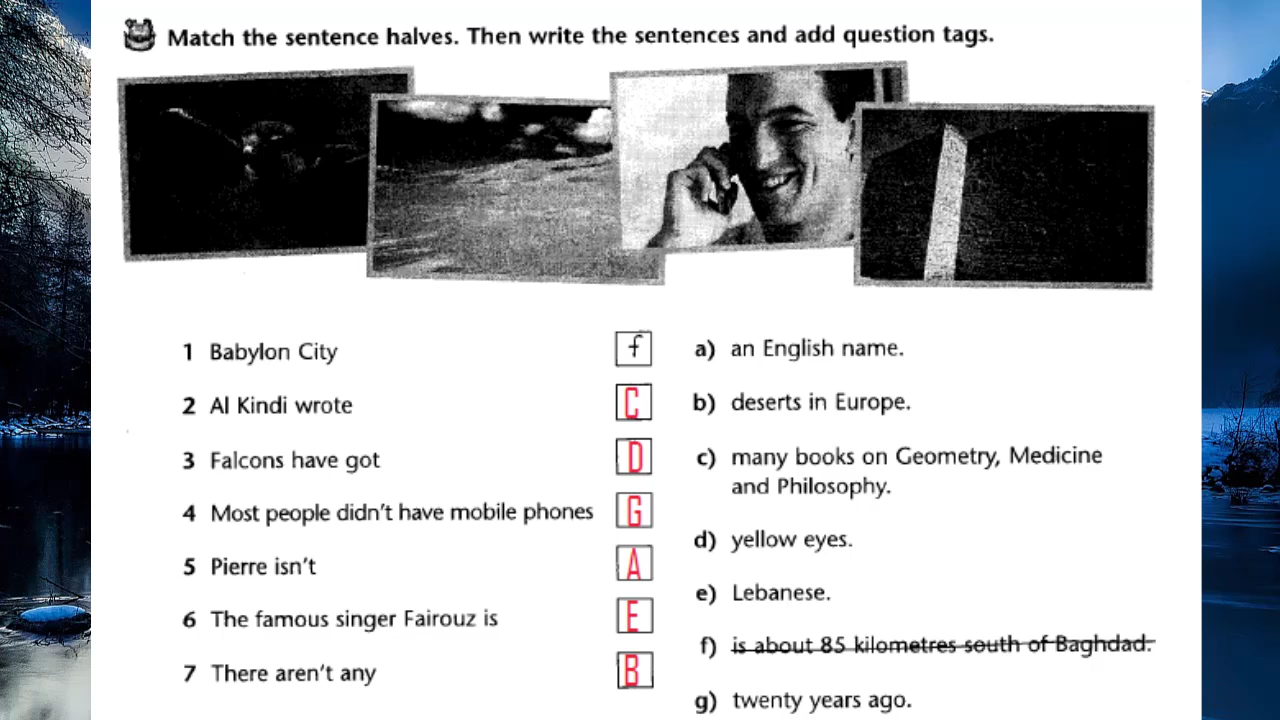 Match the sentence halves. Then write the sentences and add question tags.
1 Babylon City f a) an English name.
2 Al Kindi wrote C b) deserts in Europe.
3 Falcons have got D c) many books on Geometry, Medicine
and Philosophy.
4 Most people didn't have mobile phones G d) yellow eyes.
5 Pierre isn't A e) Lebanese.
6 The famous singer Fairouz is E f) is about 85 kilometres south of Baghdad.
7 There aren't any B g) twenty years ago.